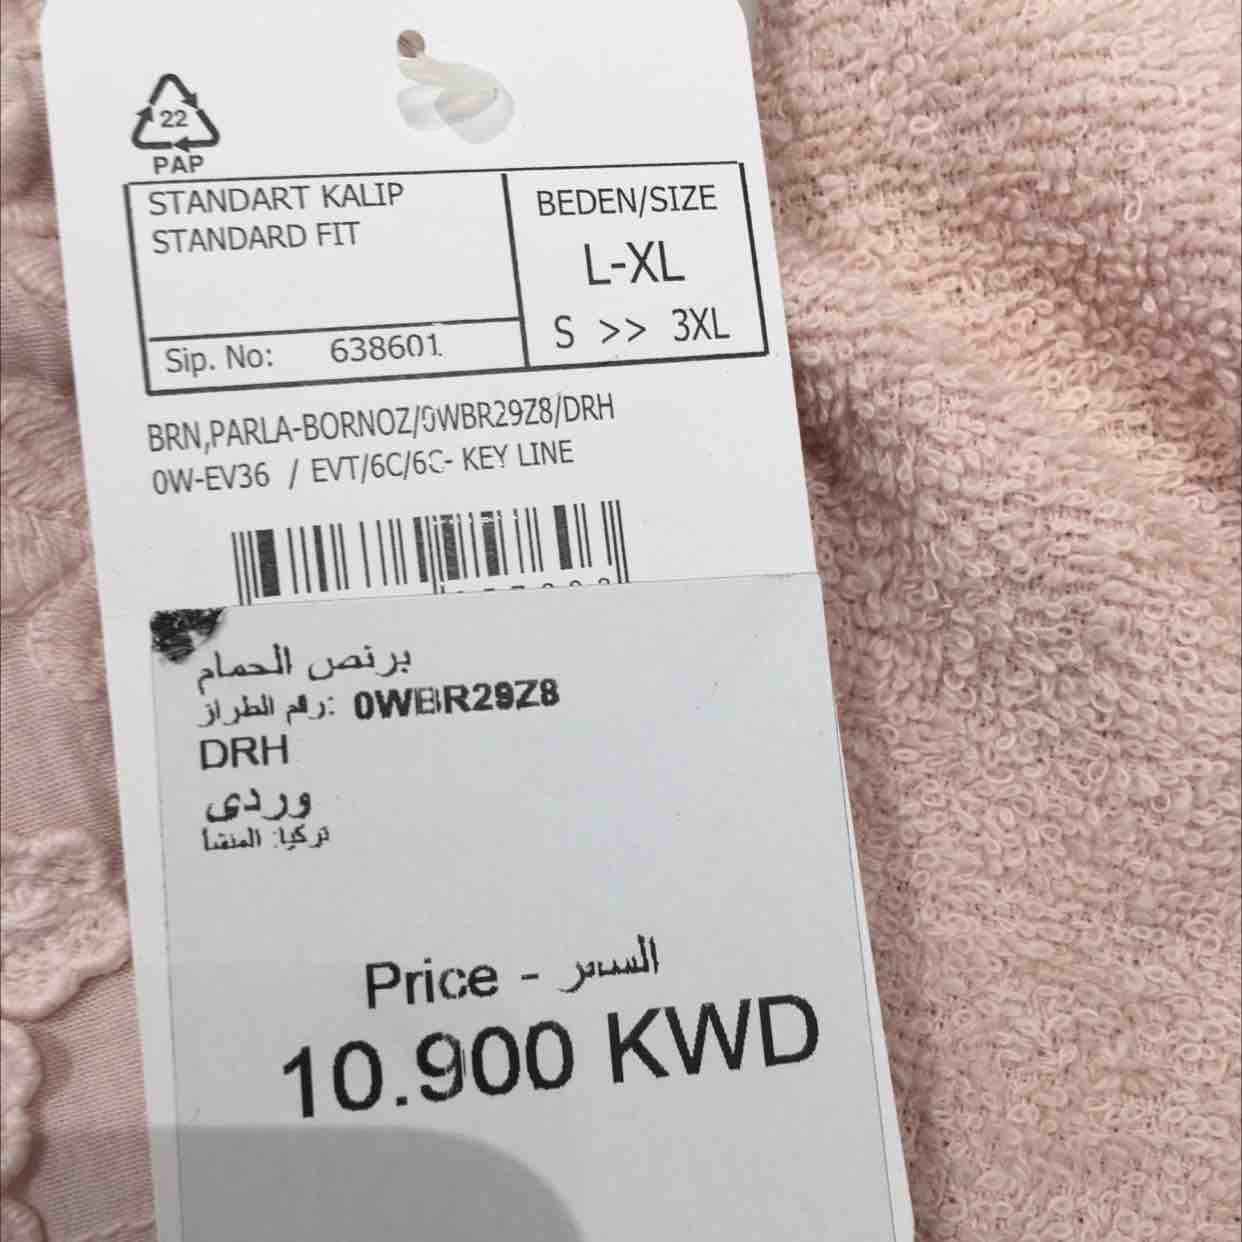 22
PAP
STANDART KALIP
STANDARD FIT
BEDEN/SIZE
L-XL
S >> 3XL
Sip. No: 638601
BRN,PARLA-BORNOZ/0WBR29Z8/DRH
0W-EV36 / EVT/6C/6C- KEY LINE
برنص الحمام
رقم الطراز: 0WBR29Z8
DRH
وردى
تركيا: المنشأ
Price - السعر
10.900 KWD